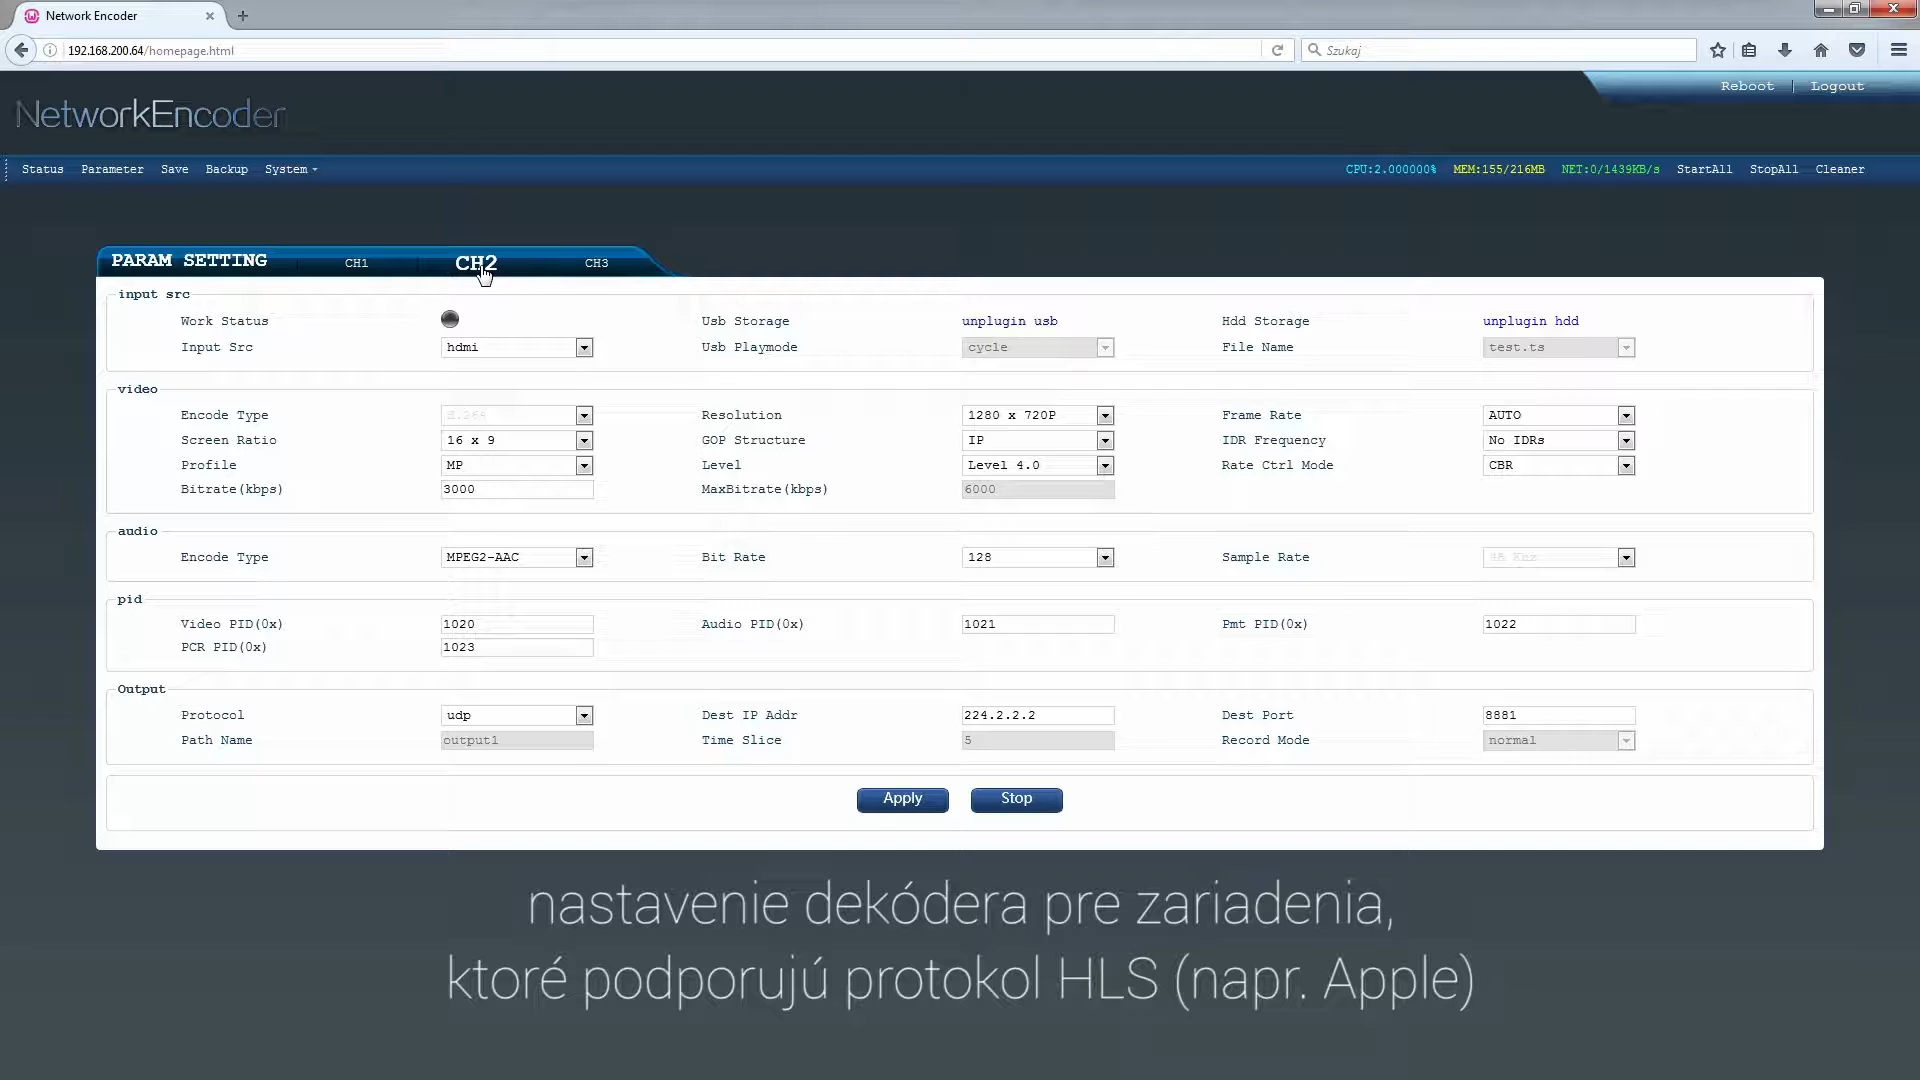 Network Encoder
192.168.200.64/homepage.html
Szukaj
Reboot | Logout
NetworkEncoder
Status Parameter Save Backup System
CPU:2.000000% MEM:155/216MB NET:0/1439KB/s StartAll StopAll Cleaner
PARAM SETTING CH1 CH2 CH3
input src
Work Status Usb Storage unplugin usb Hdd Storage unplugin hdd
Input Src hdmi Usb Playmode cycle File Name test.ts
video
Encode Type H.264 Resolution 1280 x 720P Frame Rate AUTO
Screen Ratio 16 x 9 GOP Structure IP IDR Frequency No IDRs
Profile MP Level Level 4.0 Rate Ctrl Mode CBR
Bitrate(kbps) 3000 MaxBitrate(kbps) 6000
audio
Encode Type MPEG2-AAC Bit Rate 128 Sample Rate
pid
Video PID(0x) 1020 Audio PID(0x) 1021 Pmt PID(0x) 1022
PCR PID(0x) 1023
Output
Protocol udp Dest IP Addr 224.2.2.2 Dest Port 8881
Path Name output1 Time Slice 5 Record Mode normal
Apply Stop
nastavenie dekódera pre zariadenia,
ktoré podporujú protokol HLS (napr. Apple)